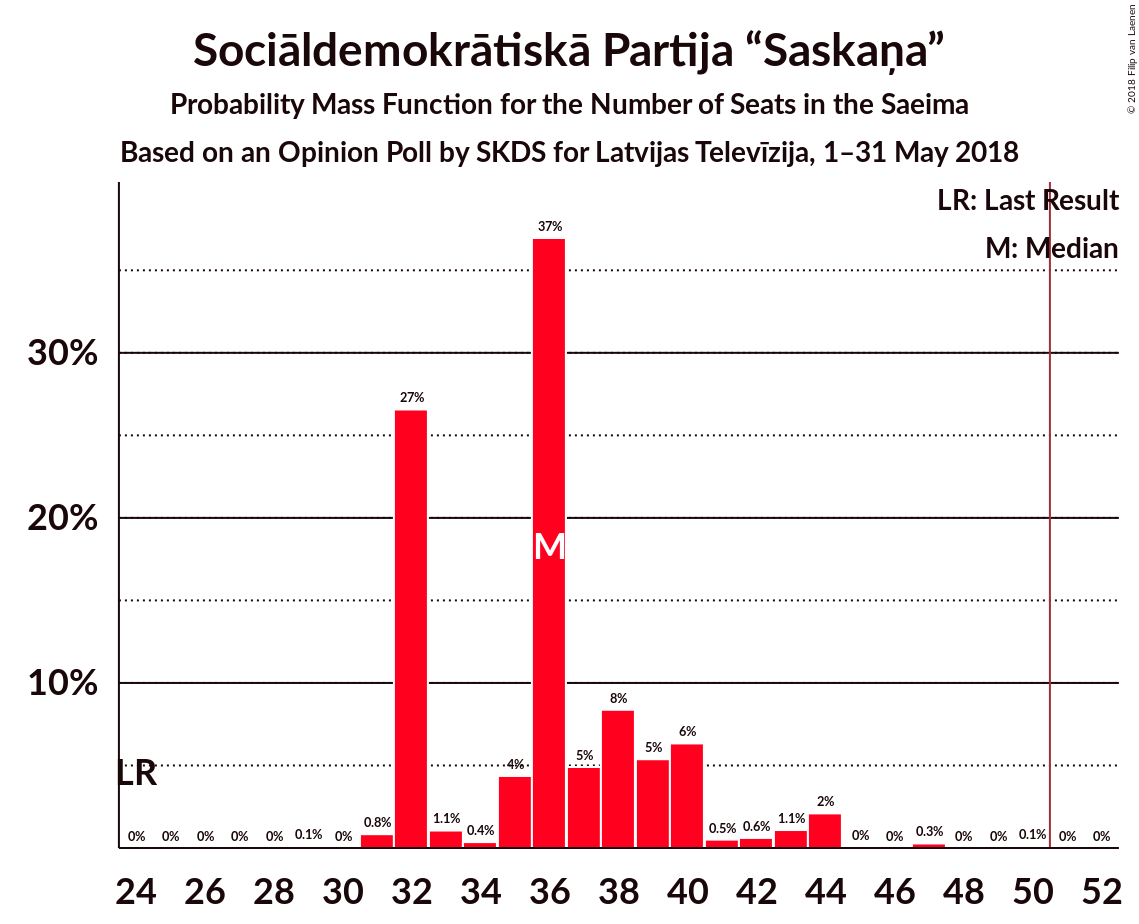 Sociāldemokrātiskā Partija “Saskaņa”
Probability Mass Function for the Number of Seats in the Saeima
Based on an Opinion Poll by SKDS for Latvijas Televīzija, 1–31 May 2018
© 2018 Filip van Laenen
LR: Last Result
M: Median
37%
30%
27%
20%
M
10%
8%
6%
5%
5%
4%
LR
2%
0% 0% 0% 0% 0% 0.1% 0% 0.8% 1.1% 0.4% 0.5% 0.6% 1.1% 0% 0% 0.3% 0% 0% 0.1% 0% 0%
24 26 28 30 32 34 36 38 40 42 44 46 48 50 52